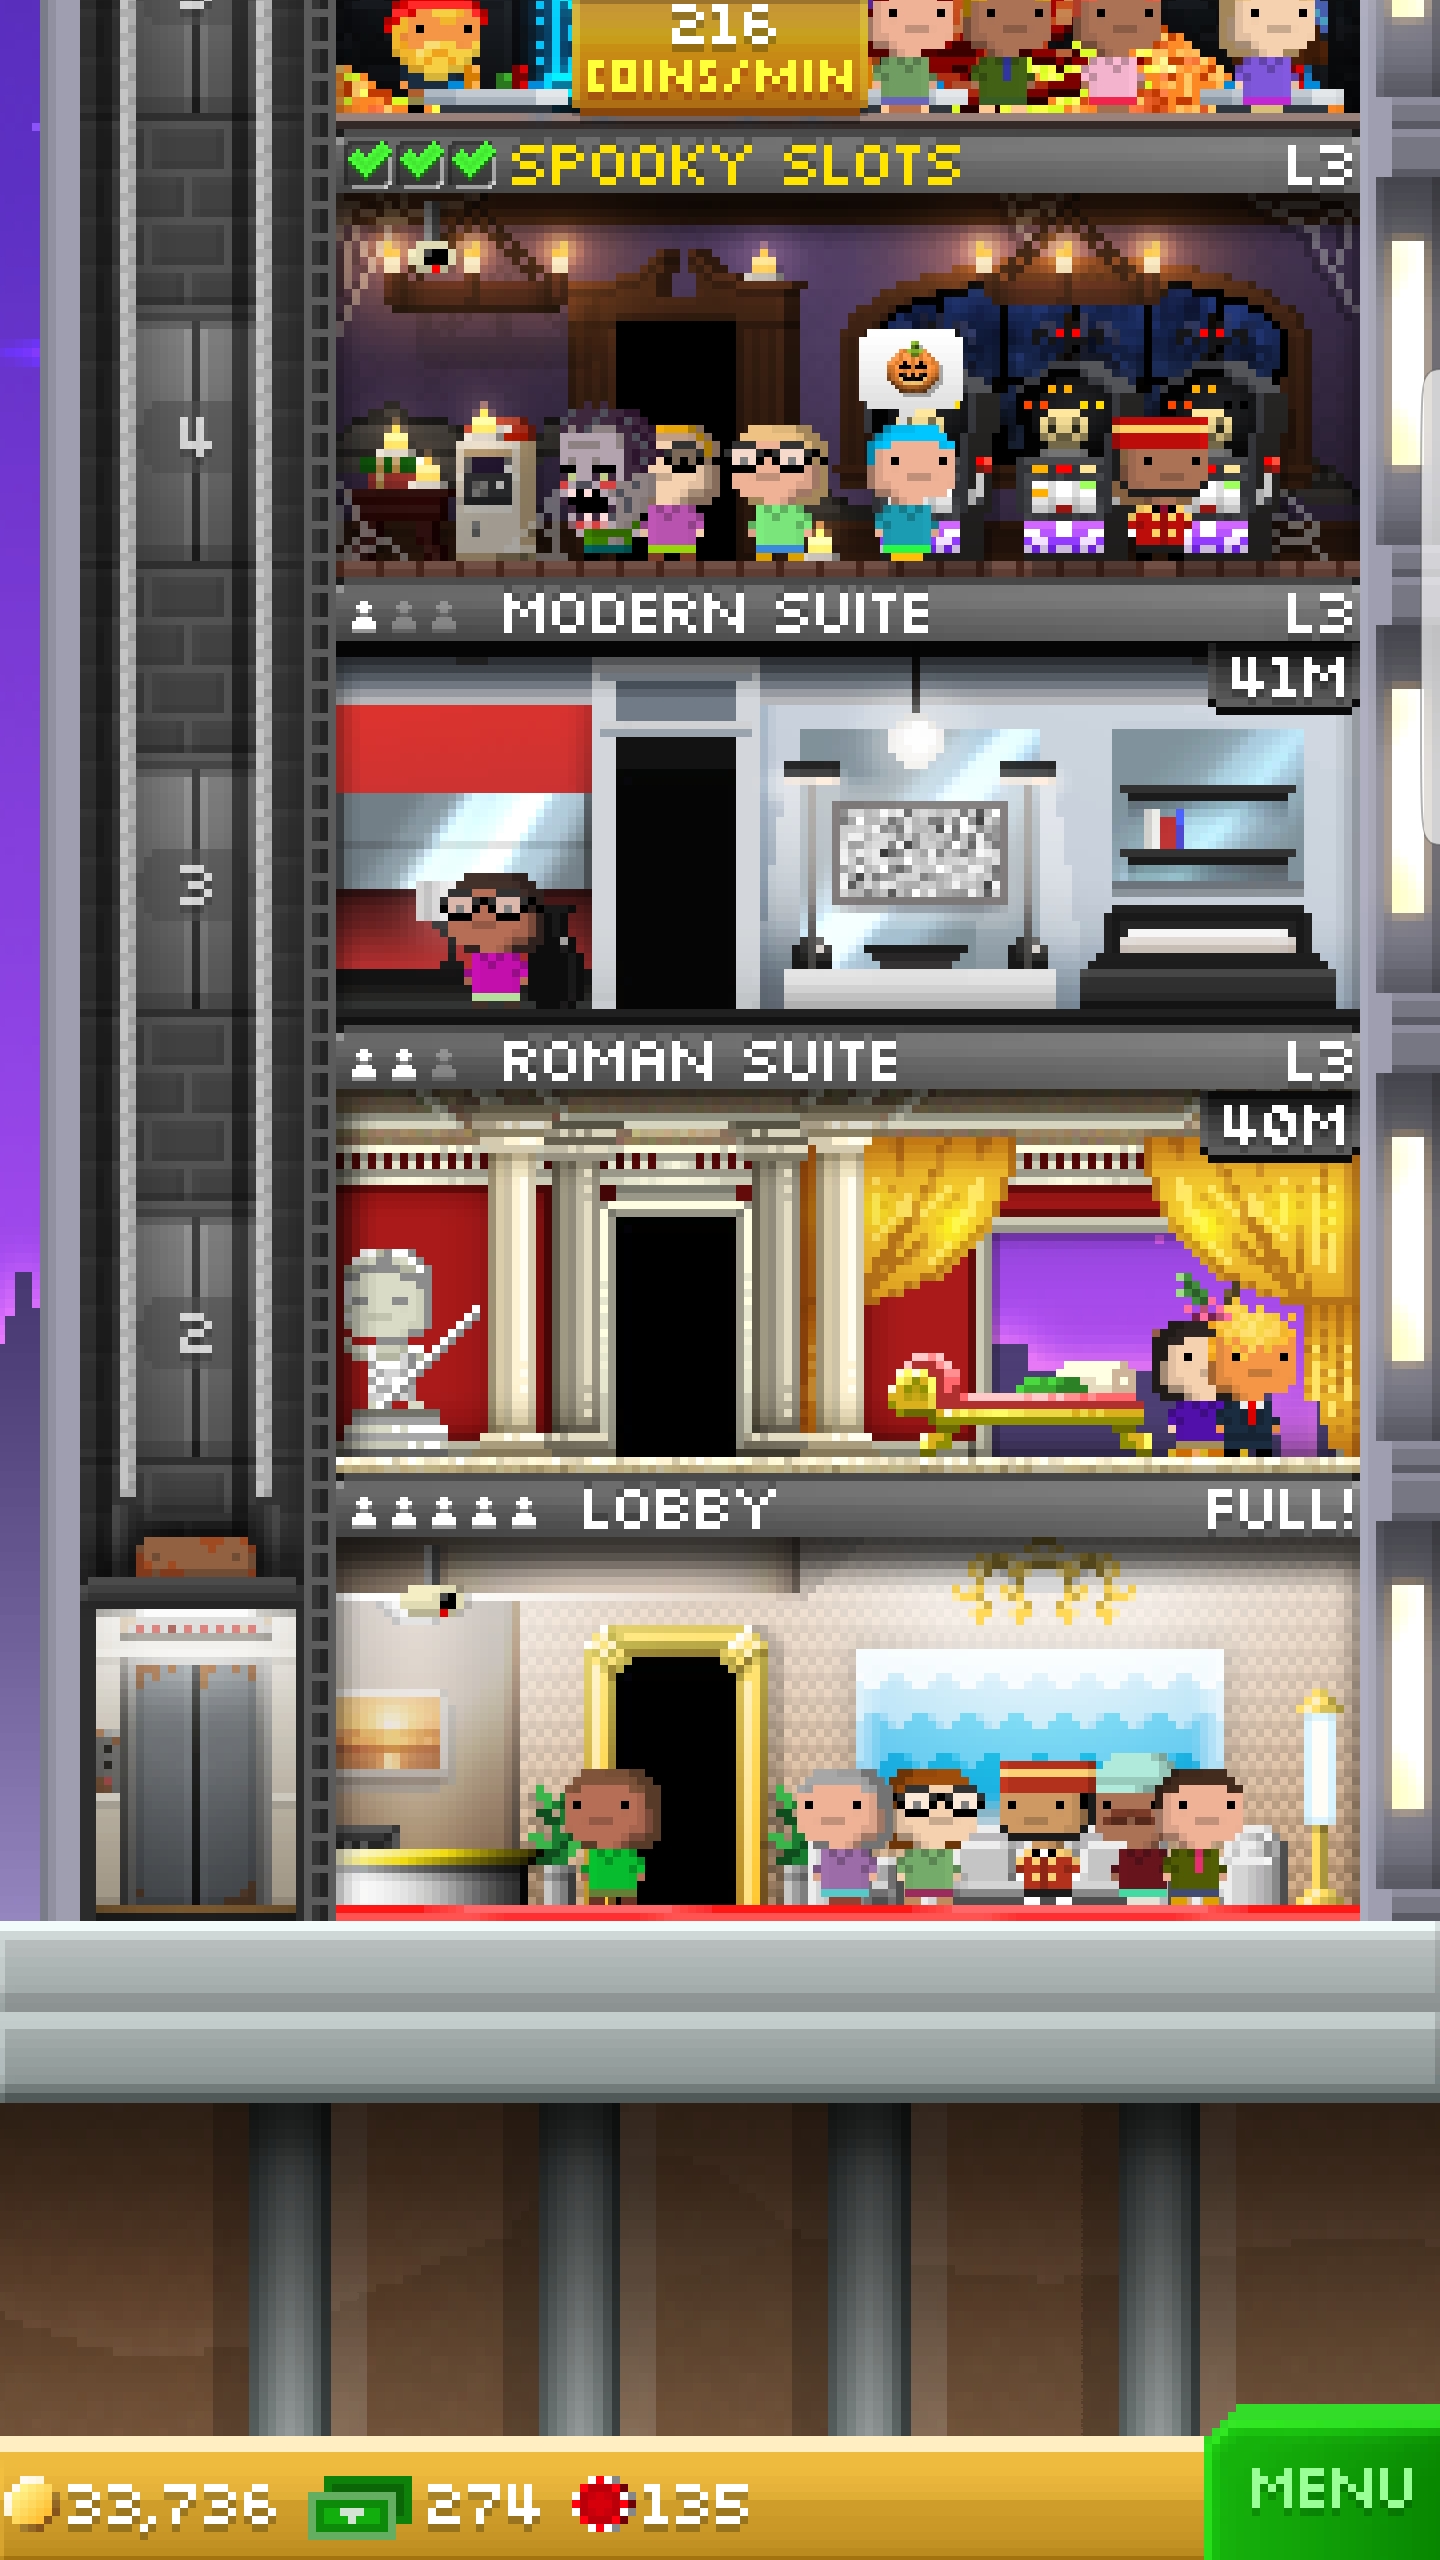 216
COINS/MIN
SPOOKY SLOTS L3
4
MODERN SUITE L3
41M
3
ROMAN SUITE L3
40M
2
LOBBY FULL!
33,736 274 135
MENU